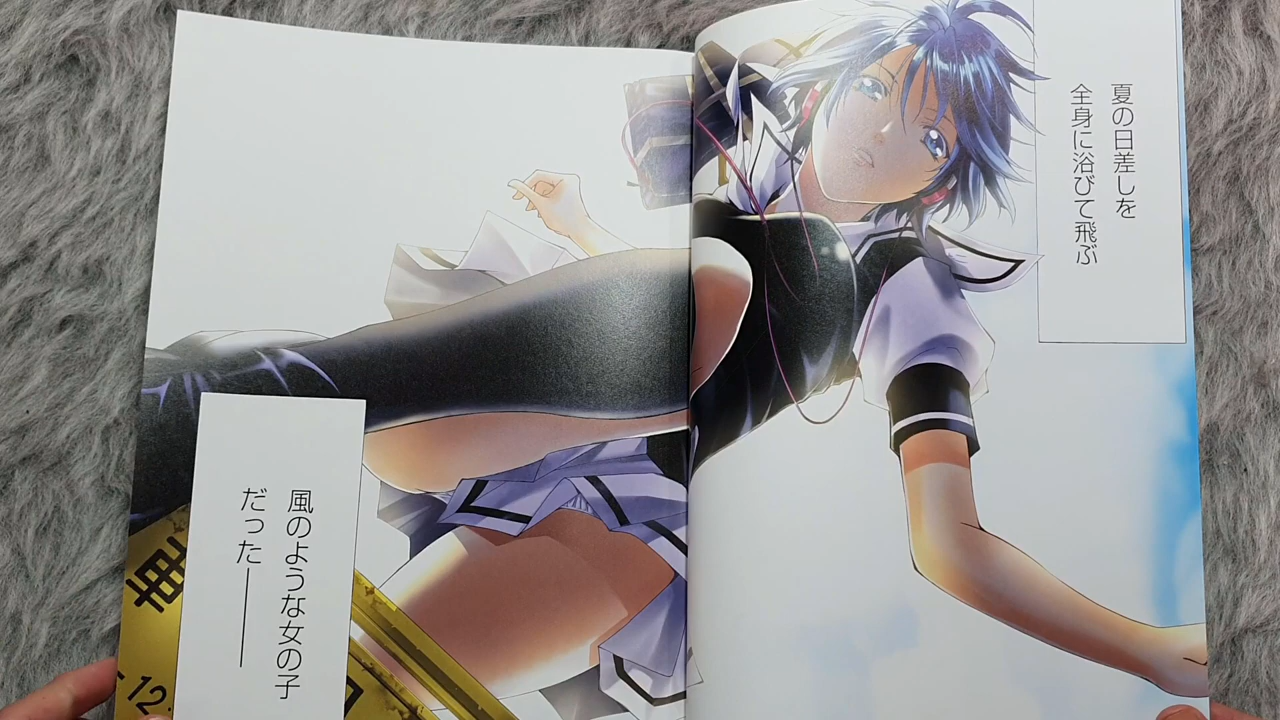 夏の日差しを
全身に浴びて飛ぶ
風のような女の子
だった――
-12